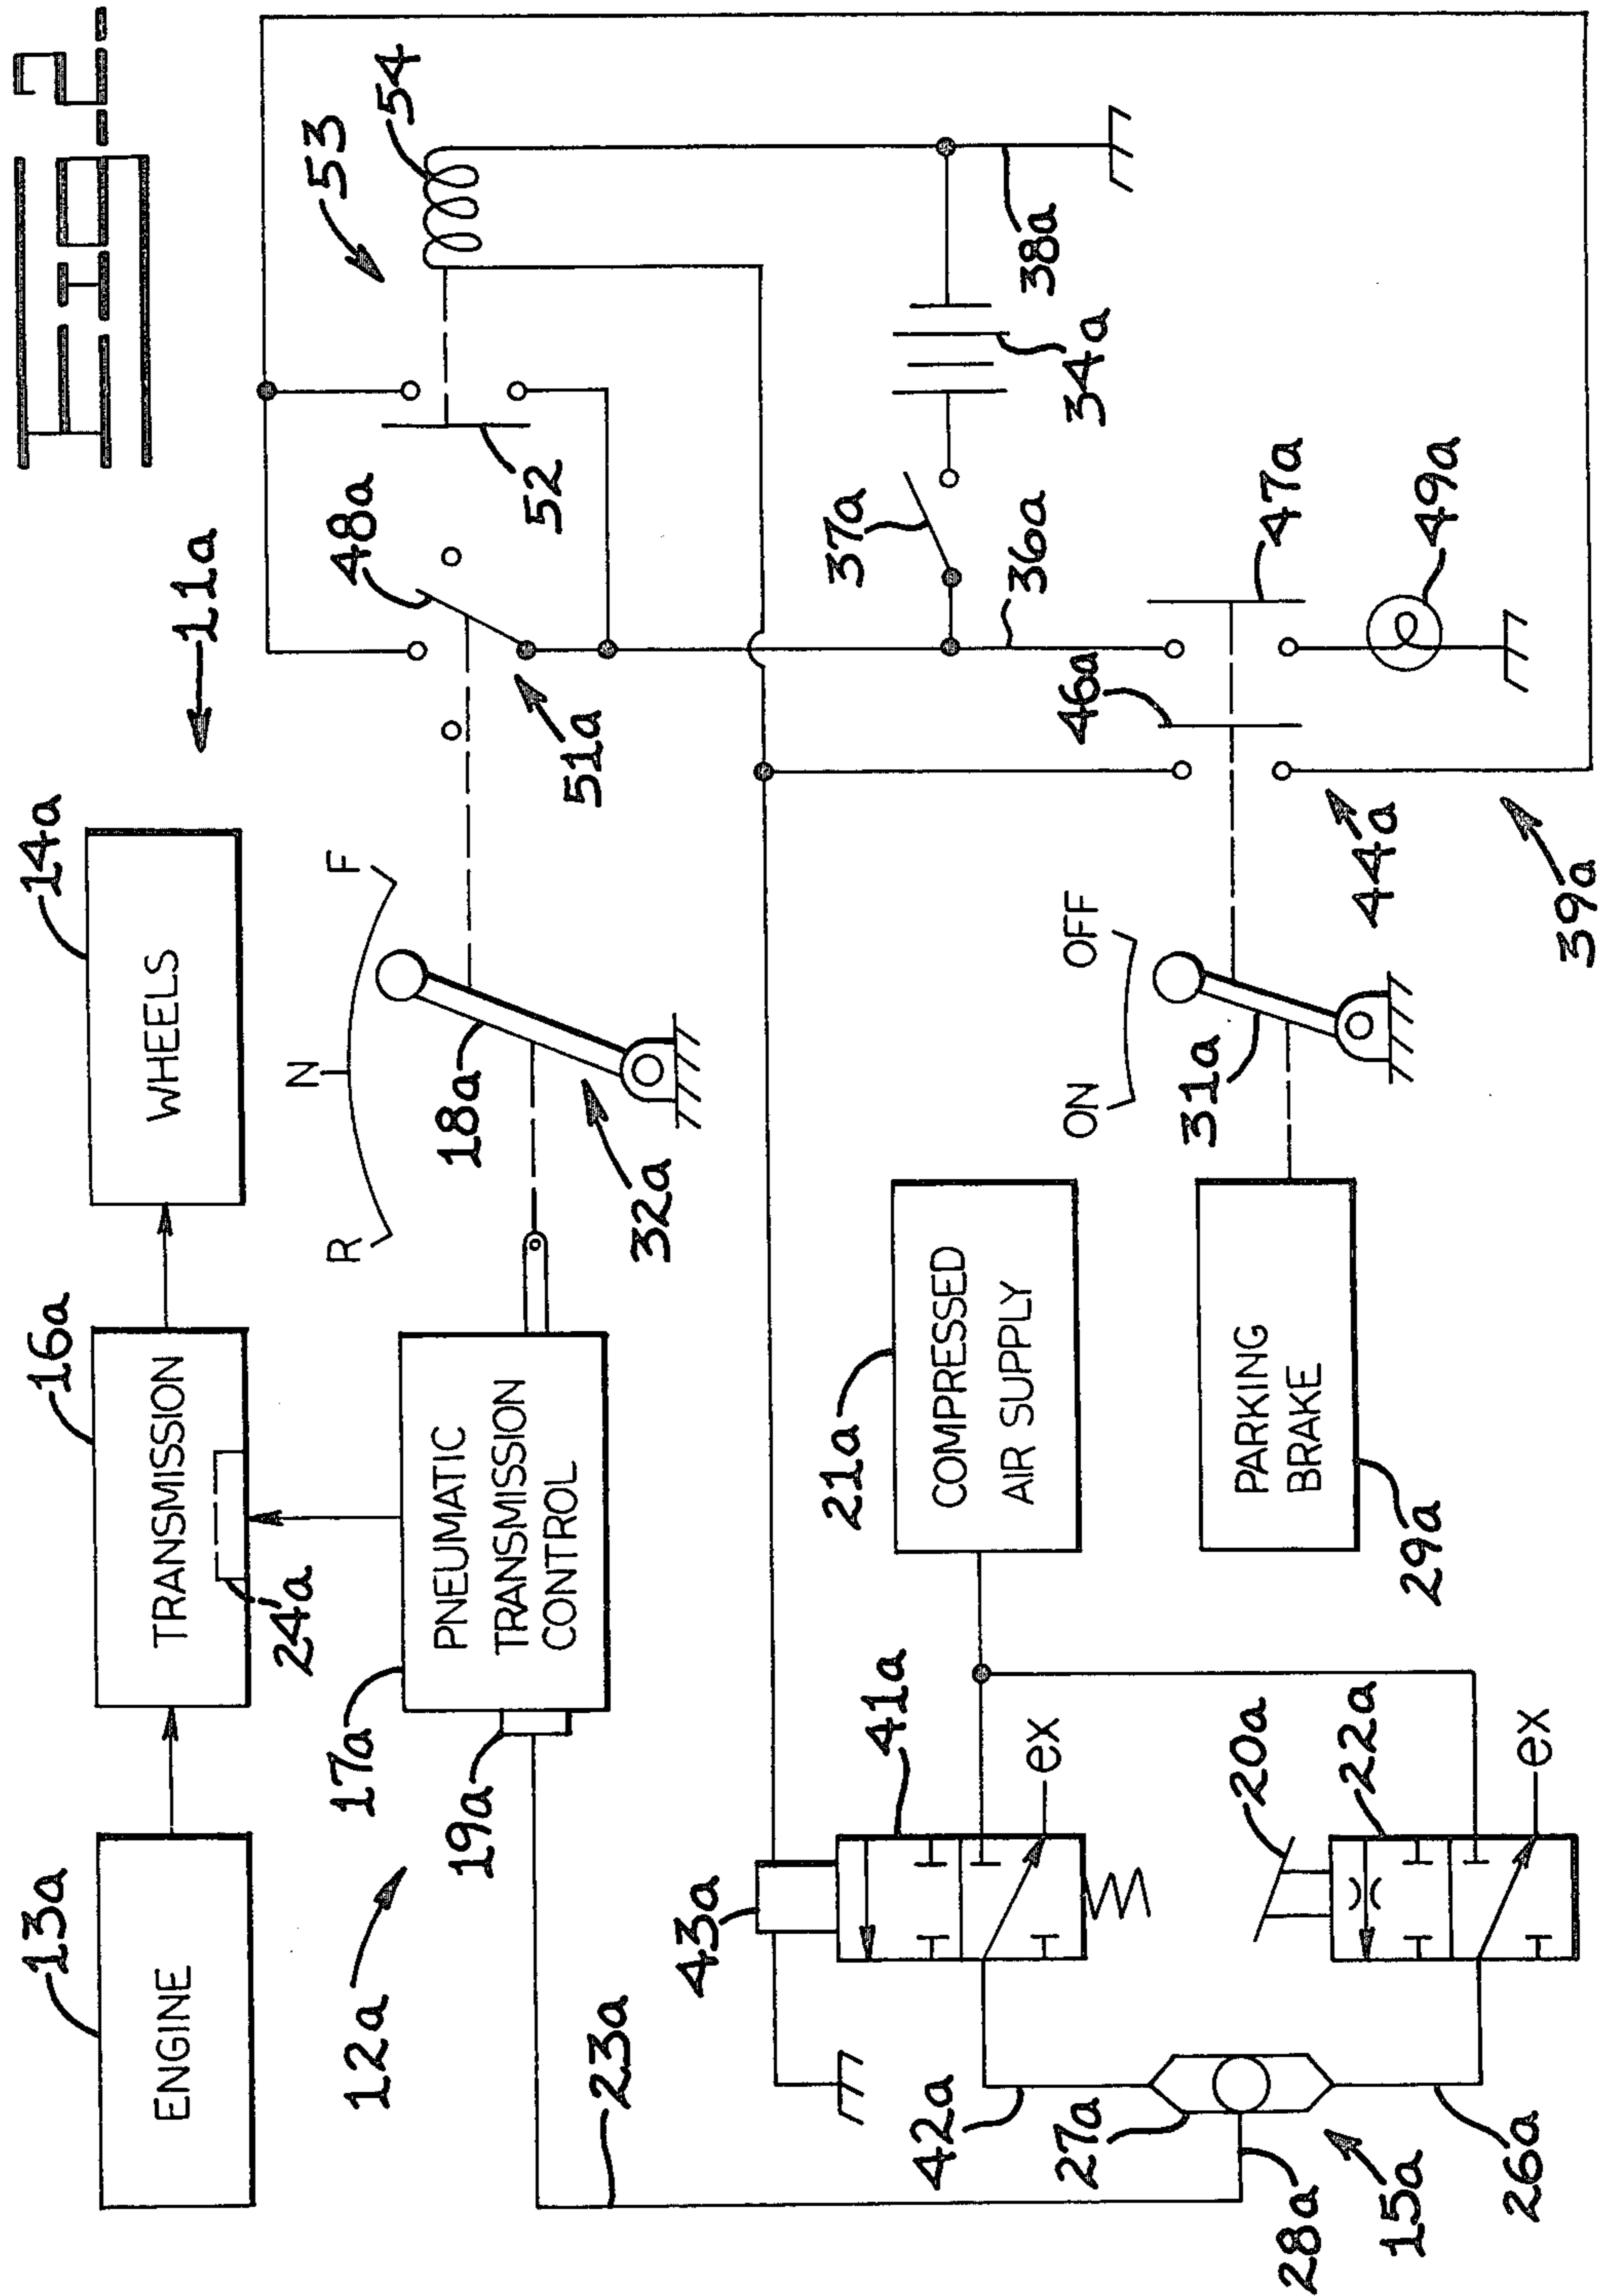 FIG. 2.
11a
13a
ENGINE
16a
TRANSMISSION
24'a
14a
WHEELS
12a
17a
PNEUMATIC
TRANSMISSION
CONTROL
19a
23a
R
N
F
18a
32a
48a
51a
52
53
54
43a
41a
ex
42a
27a
28a
15a
26a
20a
22a
ex
21a
COMPRESSED
AIR SUPPLY
PARKING
BRAKE
29a
ON
OFF
31a
37a
36a
34a
38a
46a
47a
49a
44a
39a